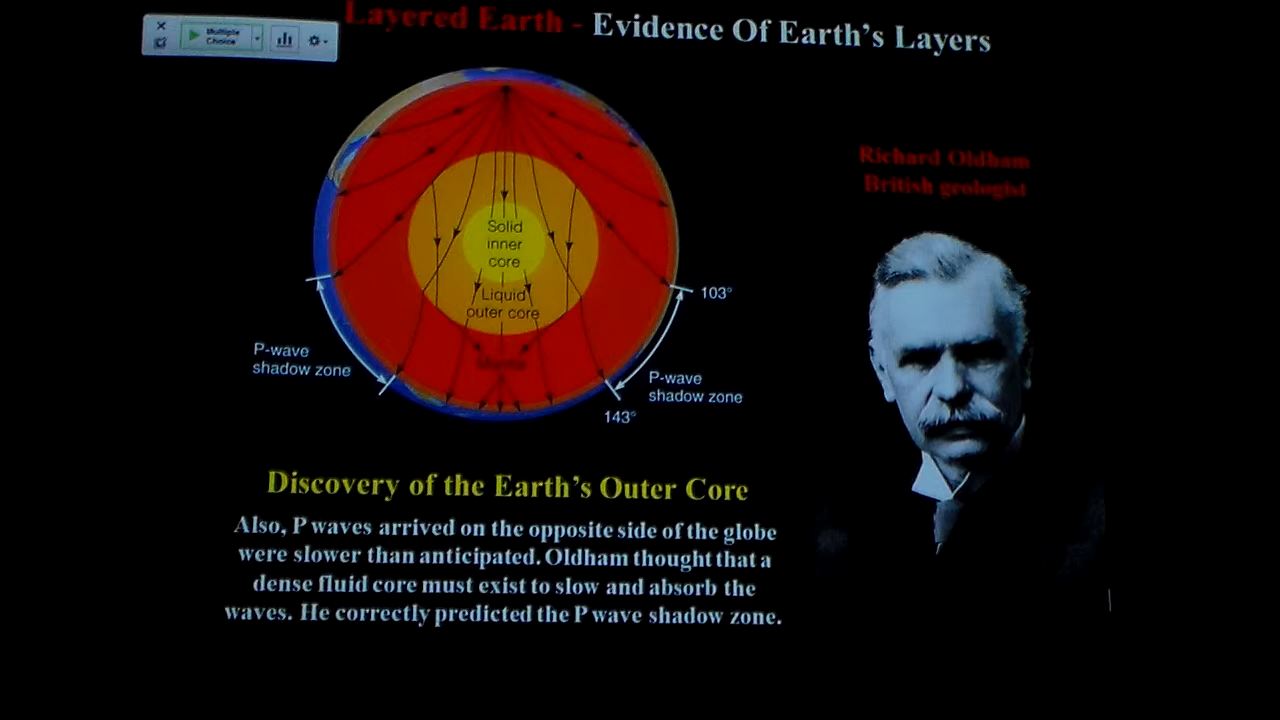 Layered Earth - Evidence Of Earth's Layers
Multiple
Choice
Richard Oldham
British geologist
Solid
inner
core
Liquid
outer core
Mantle
103°
P-wave
shadow zone
P-wave
shadow zone
143°
Discovery of the Earth's Outer Core
Also, P waves arrived on the opposite side of the globe
were slower than anticipated. Oldham thought that a
dense fluid core must exist to slow and absorb the
waves. He correctly predicted the P wave shadow zone.